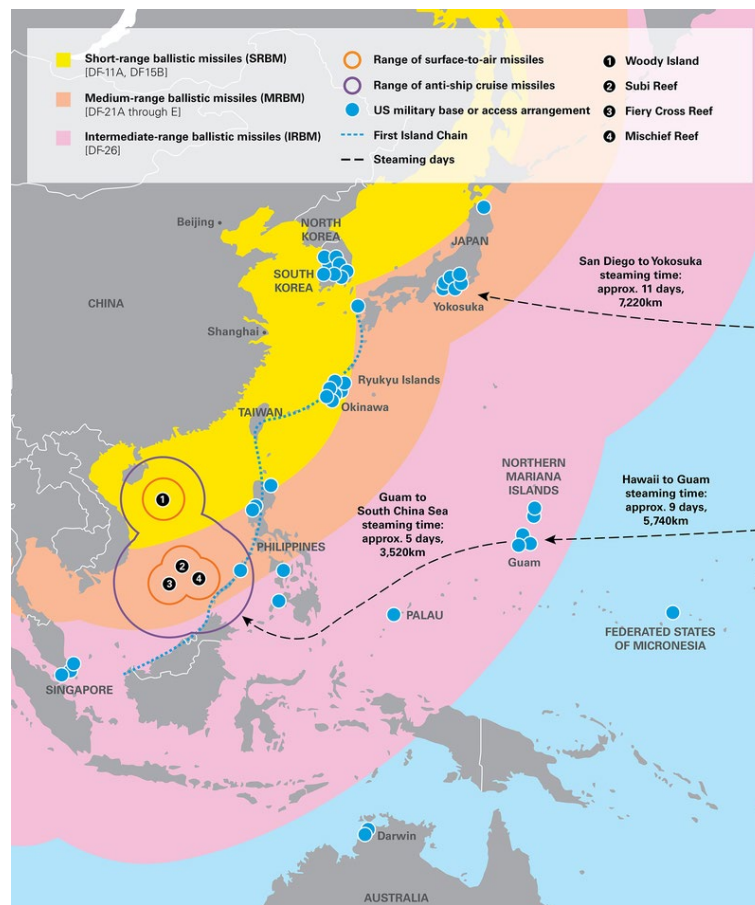 Short-range ballistic missiles (SRBM)
[DF-11A, DF15B]
Medium-range ballistic missiles (MRBM)
[DF-21A through E]
Intermediate-range ballistic missiles (IRBM)
[DF-26]
Range of surface-to-air missiles
Range of anti-ship cruise missiles
US military base or access arrangement
First Island Chain
Steaming days
1 Woody Island
2 Subi Reef
3 Fiery Cross Reef
4 Mischief Reef
Beijing
NORTH
KOREA
JAPAN
SOUTH
KOREA
San Diego to Yokosuka
steaming time:
approx. 11 days,
7,220km
CHINA
Yokosuka
Shanghai
Ryukyu Islands
Okinawa
TAIWAN
NORTHERN
MARIANA
ISLANDS
Hawaii to Guam
steaming time:
approx. 9 days,
5,740km
Guam to
South China Sea
steaming time:
approx. 5 days,
3,520km
1
PHILIPPINES
Guam
2
3
4
PALAU
FEDERATED STATES
OF MICRONESIA
SINGAPORE
Darwin
AUSTRALIA